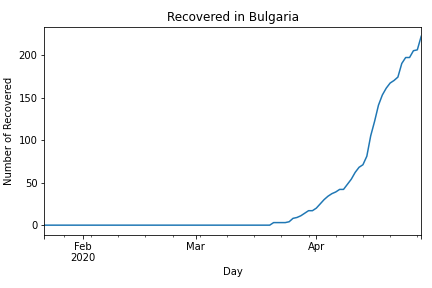 Recovered in Bulgaria
Number of Recovered
200
150
100
50
0
Feb
2020
Mar
Apr
Day